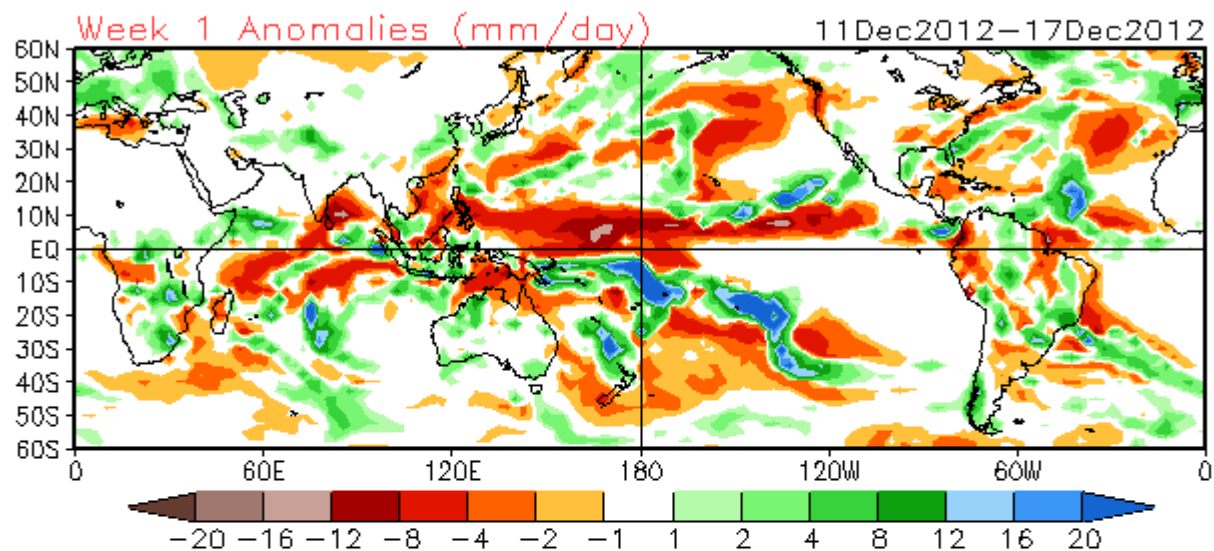 Week 1 Anomalies (mm/day) 11Dec2012−17Dec2012
60N
50N
40N
30N
20N
10N
EQ
10S
20S
30S
40S
50S
60S
0 60E 120E 180 120W 60W 0
−20 −16 −12 −8 −4 −2 −1 1 2 4 8 12 16 20